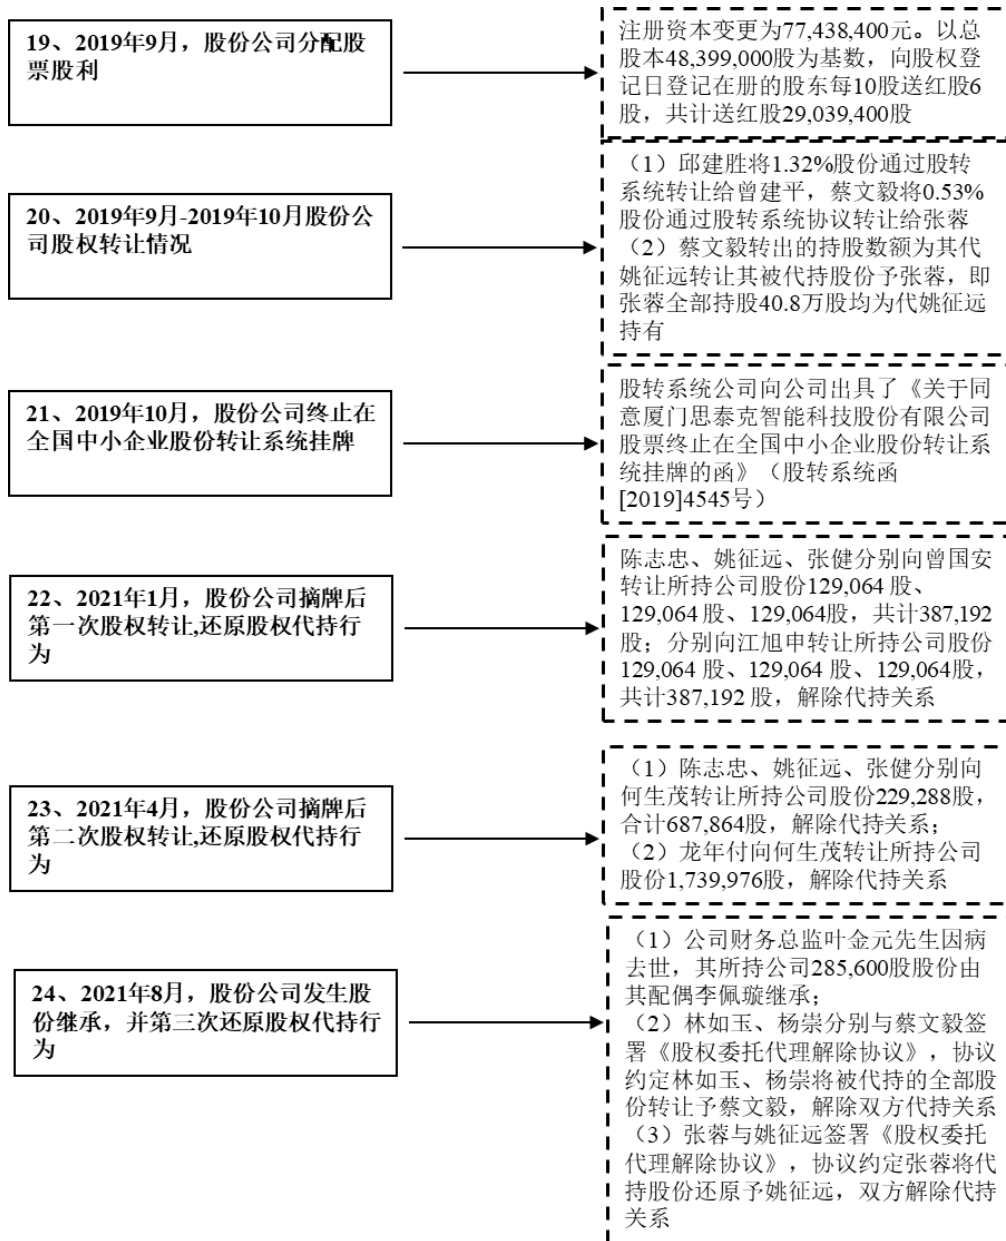 19、2019年9月，股份公司分配股
票股利
注册资本变更为77,438,400元。以总
股本48,399,000股为基数，向股权登
记日登记在册的股东每10股送红股6
股，共计送红股29,039,400股
20、2019年9月-2019年10月股份公
司股权转让情况
（1）邱建胜将1.32%股份通过股转
系统转让给曾建平，蔡文毅将0.53%
股份通过股转系统协议转让给张蓉
（2）蔡文毅转出的持股数额为其代
姚征远转让其被代持股份予张蓉，即
张蓉全部持股40.8万股均为代姚征远
持有
21、2019年10月，股份公司终止在
全国中小企业股份转让系统挂牌
股转系统公司向公司出具了《关于同
意厦门思泰克智能科技股份有限公司
股票终止在全国中小企业股份转让系
统挂牌的函》（股转系统函
[2019]4545号）
22、2021年1月，股份公司摘牌后
第一次股权转让,还原股权代持行
为
陈志忠、姚征远、张健分别向曾国安
转让所持公司股份129,064 股、
129,064 股、129,064股，共计387,192
股；分别向江旭申转让所持公司股份
129,064 股、129,064 股、129,064股，
共计387,192 股，解除代持关系
23、2021年4月，股份公司摘牌后
第二次股权转让,还原股权代持行
为
（1）陈志忠、姚征远、张健分别向
何生茂转让所持公司股份229,288股，
合计687,864股，解除代持关系；
（2）龙年付向何生茂转让所持公司
股份1,739,976股，解除代持关系
24、2021年8月，股份公司发生股
份继承，并第三次还原股权代持行
为
（1）公司财务总监叶金元先生因病
去世，其所持公司285,600股股份由
其配偶李佩璇继承；
（2）林如玉、杨崇分别与蔡文毅签
署《股权委托代理解除协议》，协议
约定林如玉、杨崇将被代持的全部股
份转让予蔡文毅，解除双方代持关系
（3）张蓉与姚征远签署《股权委托
代理解除协议》，协议约定张蓉将代
持股份还原予姚征远，双方解除代持
关系